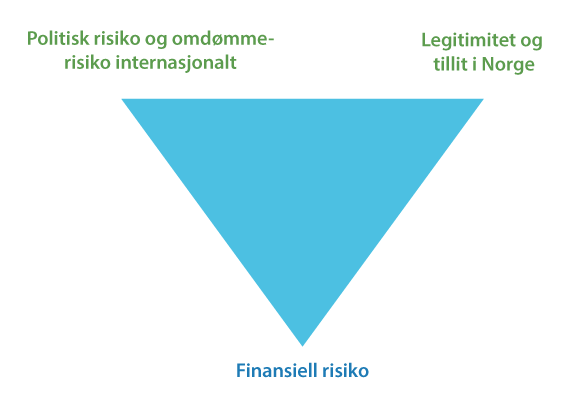 Politisk risiko og omdømme-
risiko internasjonalt
Legitimitet og
tillit i Norge
Finansiell risiko